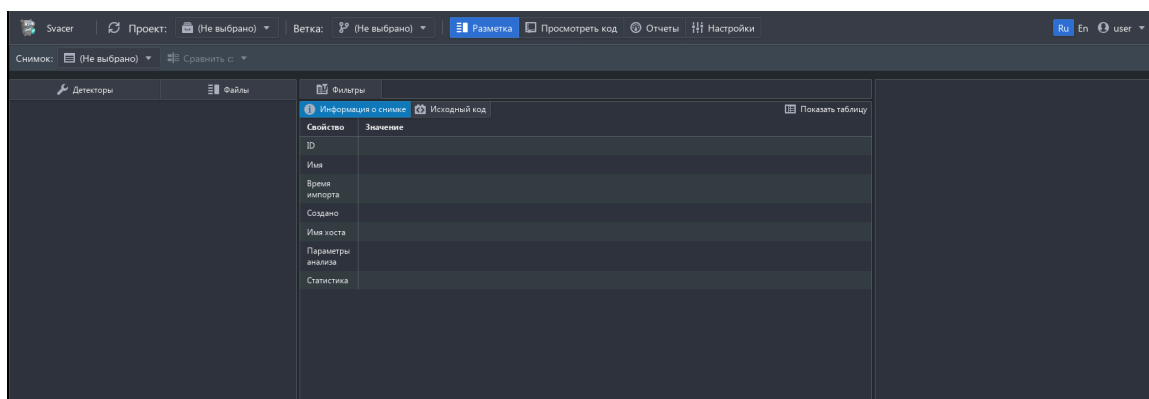 Svacer Проект: (Не выбрано) Ветка: (Не выбрано) Разметка Просмотреть код Отчеты Настройки Ru En user
Снимок: (Не выбрано) Сравнить с:
Детекторы Файлы Фильтры
Информация о снимке Исходный код Показать таблицу
Свойство Значение
ID
Имя
Время
импорта
Создано
Имя хоста
Параметры
анализа
Статистика